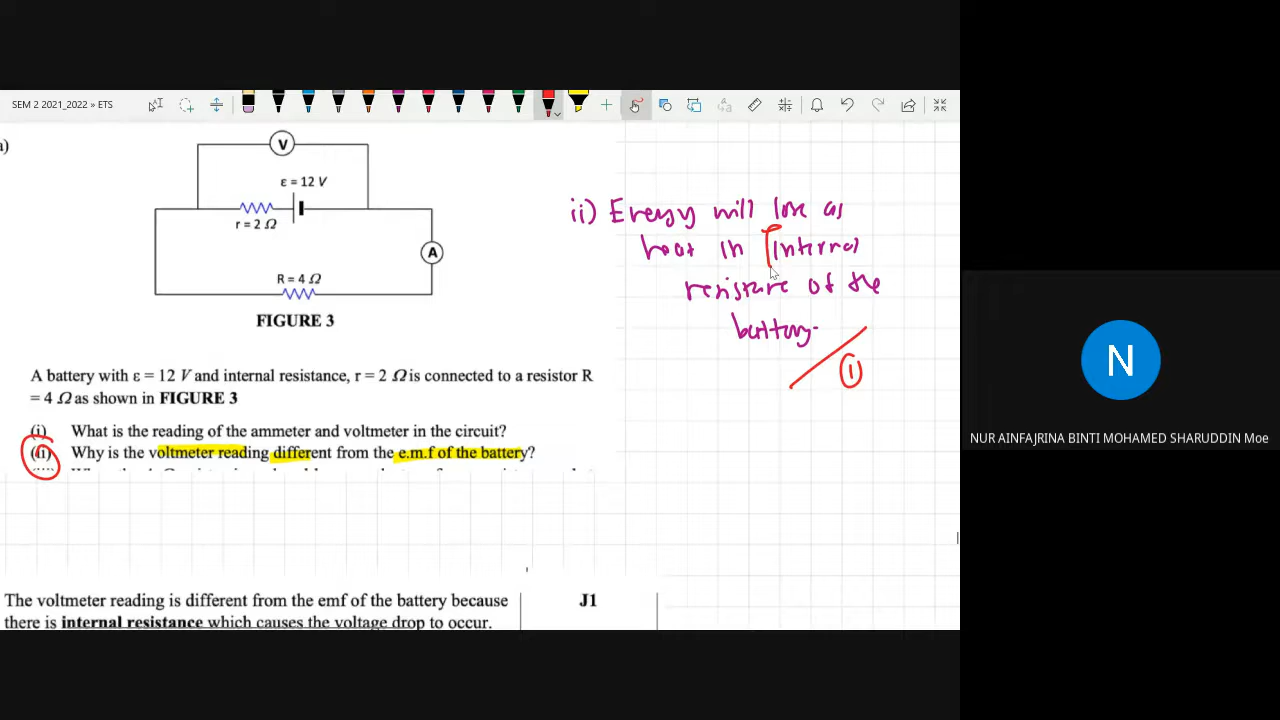 SEM 2 2021_2022 » ETS
a)
V
ε = 12 V
r = 2 Ω
A
R = 4 Ω
FIGURE 3
ii) Energy will lose as
heat in internal
resistance of the
battery.
1
A battery with ε = 12 V and internal resistance, r = 2 Ω is connected to a resistor R
= 4 Ω as shown in FIGURE 3
(i) What is the reading of the ammeter and voltmeter in the circuit?
(ii) Why is the voltmeter reading different from the e.m.f of the battery?
The voltmeter reading is different from the emf of the battery because
there is internal resistance which causes the voltage drop to occur.
J1
N
NUR AINFAJRINA BINTI MOHAMED SHARUDDIN Moe